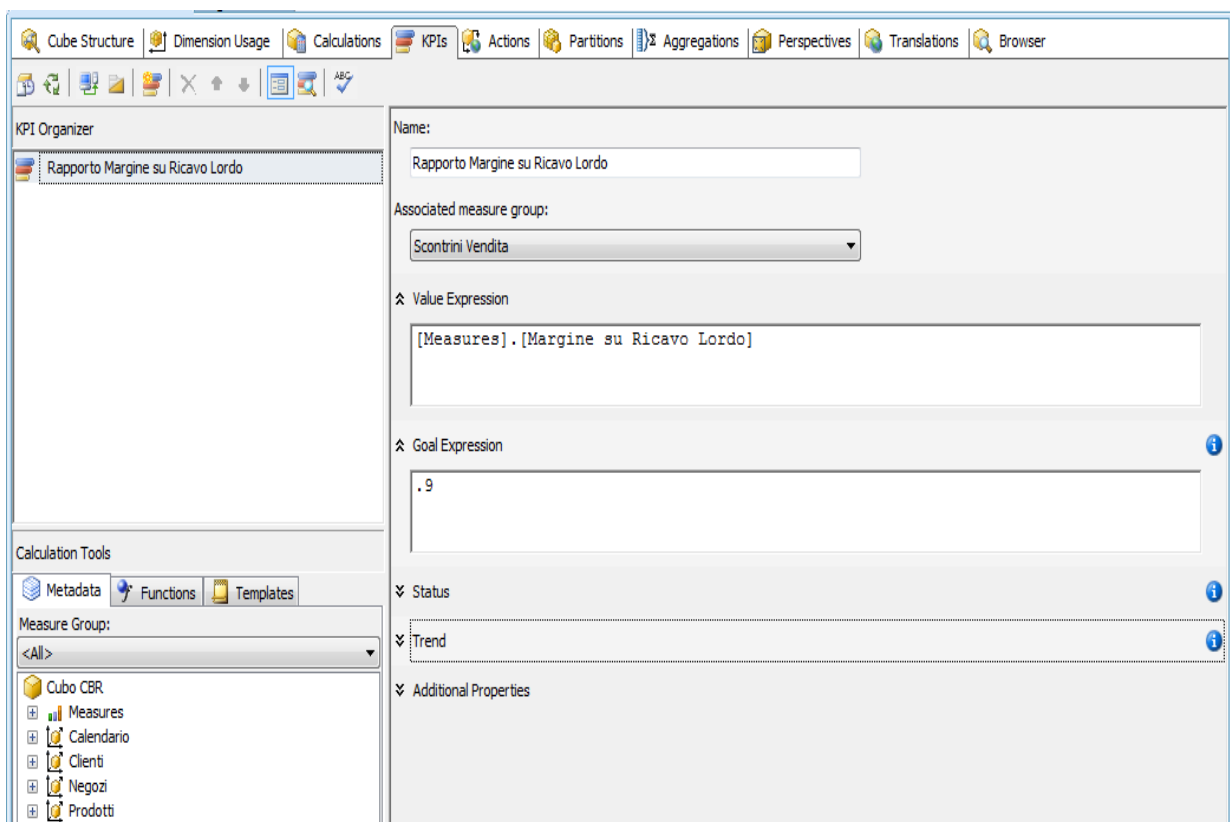 Cube Structure Dimension Usage Calculations KPIs Actions Partitions Aggregations Perspectives Translations Browser
ABC
KPI Organizer
Rapporto Margine su Ricavo Lordo
Name:
Rapporto Margine su Ricavo Lordo
Associated measure group:
Scontrini Vendita
Value Expression
[Measures].[Margine su Ricavo Lordo]
Goal Expression
.9
Status
Trend
Additional Properties
Calculation Tools
Metadata Functions Templates
Measure Group:
<All>
Cubo CBR
Measures
Calendario
Clienti
Negozi
Prodotti